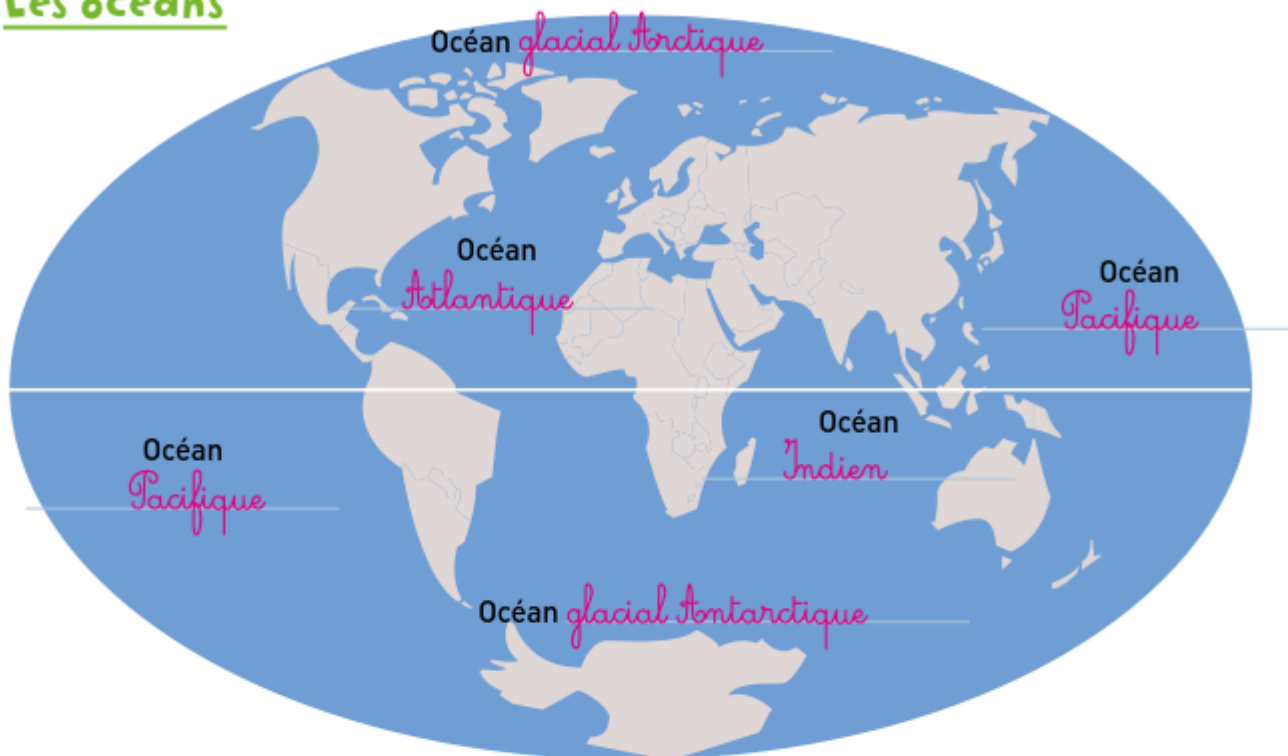 Les océans
Océan glacial Arctique
Océan
Atlantique
Océan
Pacifique
Océan
Indien
Océan
Pacifique
Océan glacial Antarctique